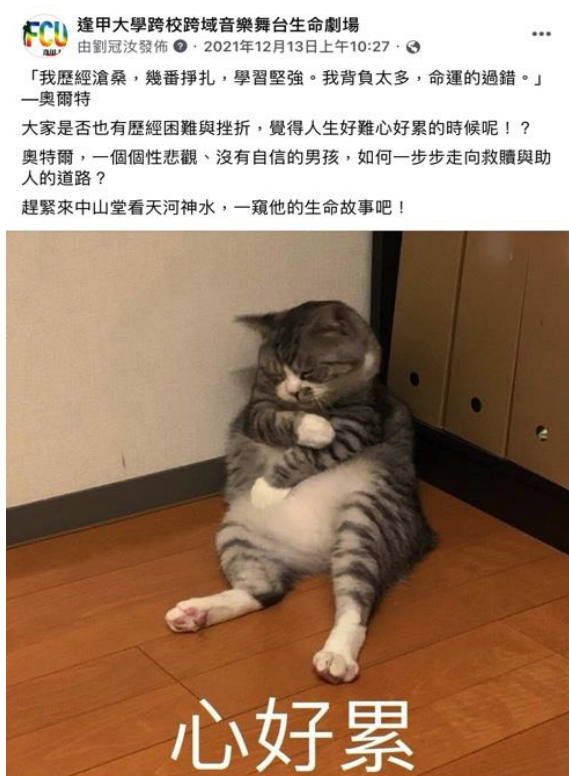 FCU
逢甲大學跨校跨域音樂舞台生命劇場
由劉冠汝發佈 · 2021年12月13日上午10:27 ·
「我歷經滄桑，幾番掙扎，學習堅強。我背負太多，命運的過錯。」
—奧爾特
大家是否也有歷經困難與挫折，覺得人生好難心好累的時候呢！？
奧特爾，一個個性悲觀、沒有自信的男孩，如何一步步走向救贖與助
人的道路？
趕緊來中山堂看天河神水，一窺他的生命故事吧！
心好累